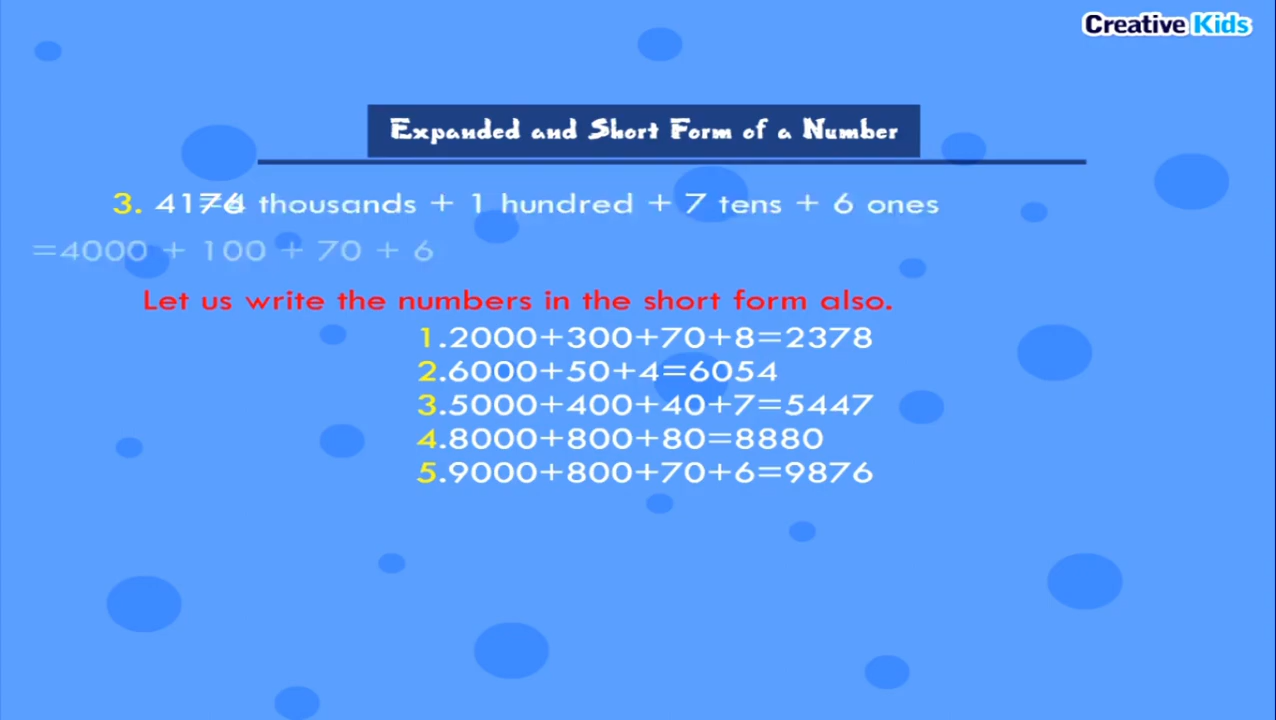 Creative Kids
Expanded and Short Form of a Number
3. 4176 =4 thousands + 1 hundred + 7 tens + 6 ones
=4000 + 100 + 70 + 6
Let us write the numbers in the short form also.
1.2000+300+70+8=2378
2.6000+50+4=6054
3.5000+400+40+7=5447
4.8000+800+80=8880
5.9000+800+70+6=9876